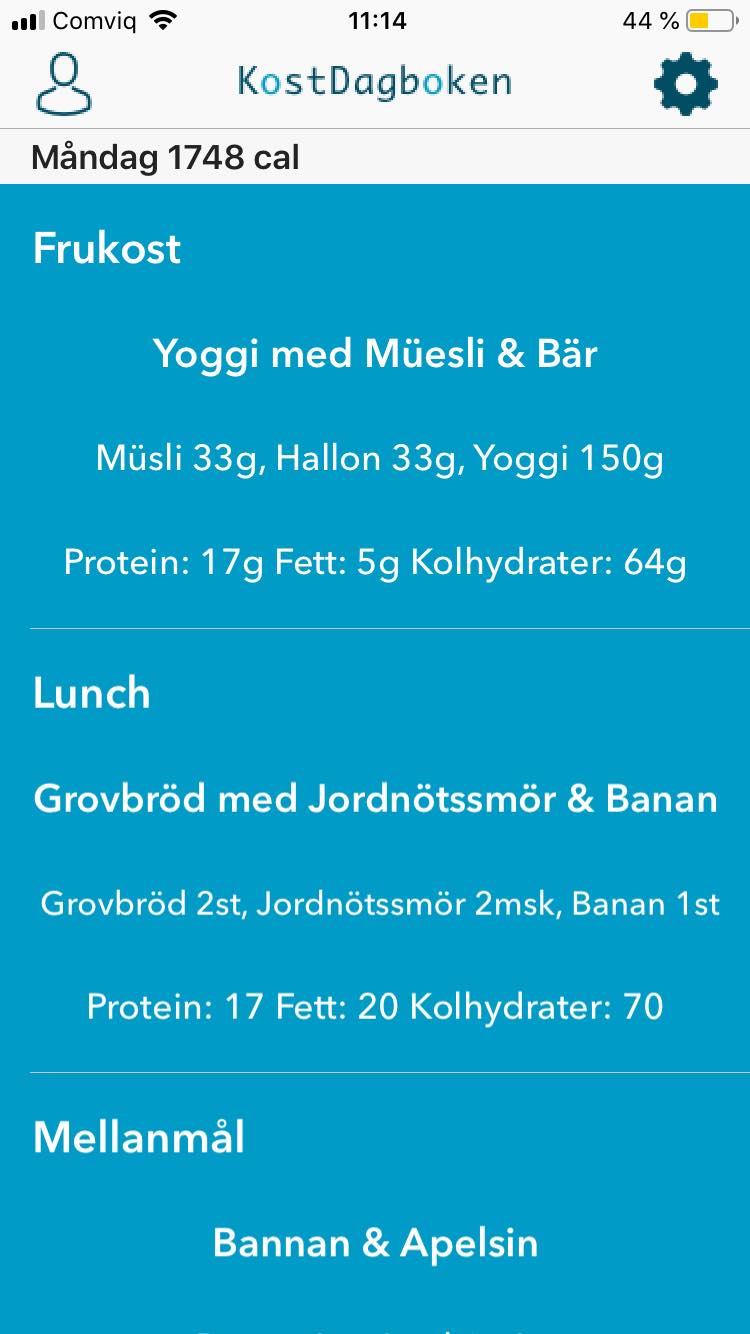 Comviq 11:14 44 %
KostDagboken
Måndag 1748 cal
Frukost
Yoggi med Müesli & Bär
Müsli 33g, Hallon 33g, Yoggi 150g
Protein: 17g Fett: 5g Kolhydrater: 64g
Lunch
Grovbröd med Jordnötssmör & Banan
Grovbröd 2st, Jordnötssmör 2msk, Banan 1st
Protein: 17 Fett: 20 Kolhydrater: 70
Mellanmål
Bannan & Apelsin